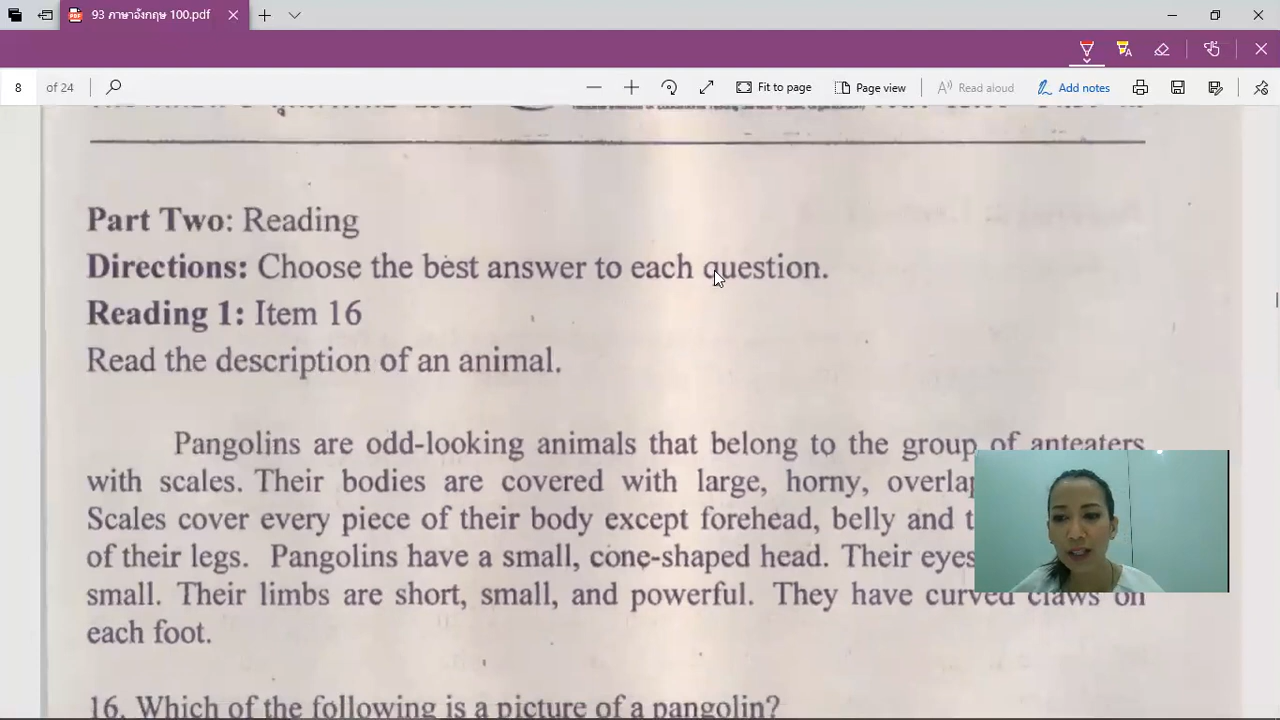 93 ภาษาอังกฤษ 100.pdf
8 of 24
Fit to page
Page view
Read aloud
Add notes
Part Two: Reading
Directions: Choose the best answer to each question.
Reading 1: Item 16
Read the description of an animal.
Pangolins are odd-looking animals that belong to the group of anteaters
with scales. Their bodies are covered with large, horny,
Scales cover every piece of their body except forehead, belly and
of their legs. Pangolins have a small, cone-shaped head. Their eyes
small. Their limbs are short, small, and powerful. They have curved claws on
each foot.
16. Which of the following is a picture of a pangolin?